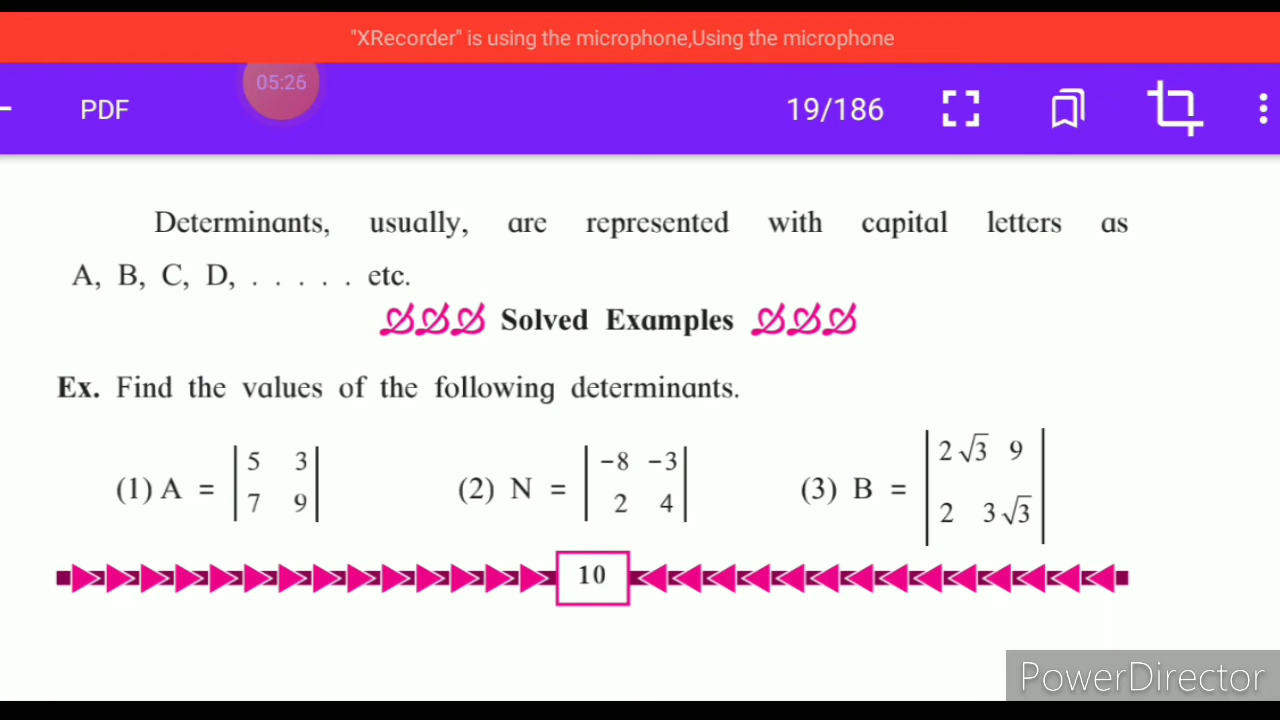 "XRecorder" is using the microphone,Using the microphone
05:26
PDF 19/186
Determinants, usually, are represented with capital letters as
A, B, C, D, . . . . . etc.
Solved Examples
Ex. Find the values of the following determinants.
(1) A = |5 3| (2) N = |-8 -3| (3) B = |2√3 9|
|7 9| |2 4| |2 3√3|
10
PowerDirector